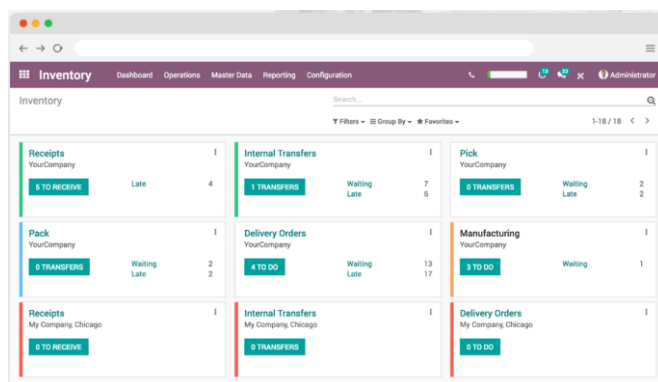 Inventory Dashboard Operations Master Data Reporting Configuration Administrator
Inventory Search...
Filters Group By Favorites 1-18 / 18
Receipts
YourCompany
5 TO RECEIVE Late 4
Internal Transfers
YourCompany
1 TRANSFERS Waiting 7
Late 6
Pick
YourCompany
0 TRANSFERS Waiting 2
Late 2
Pack
YourCompany
0 TRANSFERS Waiting 2
Late 2
Delivery Orders
YourCompany
4 TO DO Waiting 13
Late 17
Manufacturing
YourCompany
3 TO DO Waiting 1
Receipts
My Company, Chicago
0 TO RECEIVE
Internal Transfers
My Company, Chicago
0 TRANSFERS
Delivery Orders
My Company, Chicago
0 TO DO